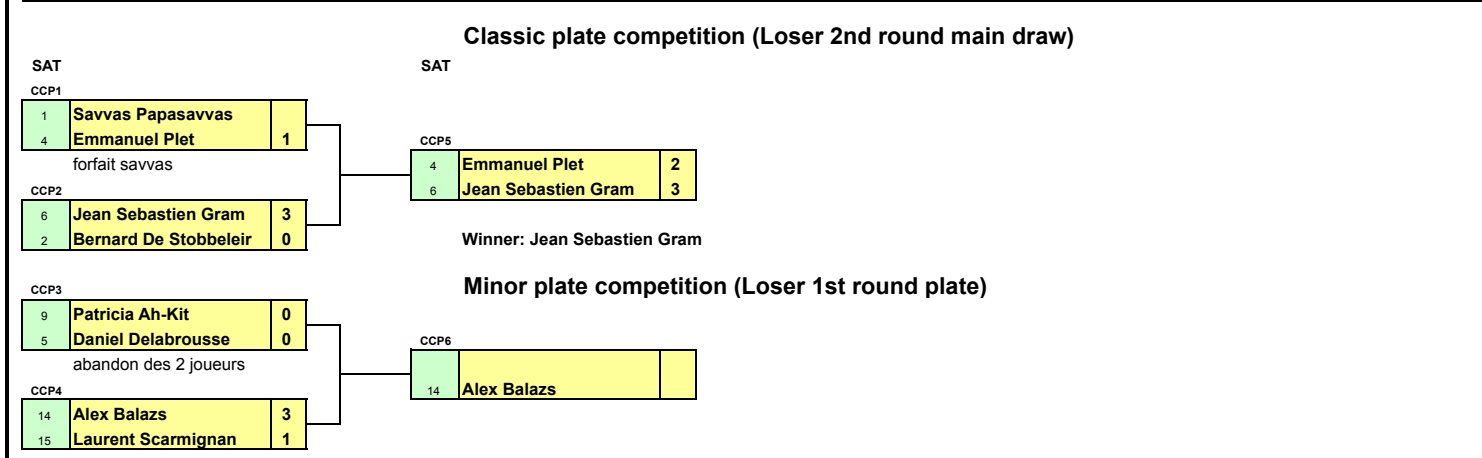 Classic plate competition (Loser 2nd round main draw)
SAT SAT
CCP1
1 Savvas Papasavvas
4 Emmanuel Plet 1
forfait savvas
CCP2
6 Jean Sebastien Gram 3
2 Bernard De Stobbeleir 0
CCP5
4 Emmanuel Plet 2
6 Jean Sebastien Gram 3
Winner: Jean Sebastien Gram
Minor plate competition (Loser 1st round plate)
CCP3
9 Patricia Ah-Kit 0
5 Daniel Delabrousse 0
abandon des 2 joueurs
CCP4
14 Alex Balazs 3
15 Laurent Scarmignan 1
CCP6
14 Alex Balazs